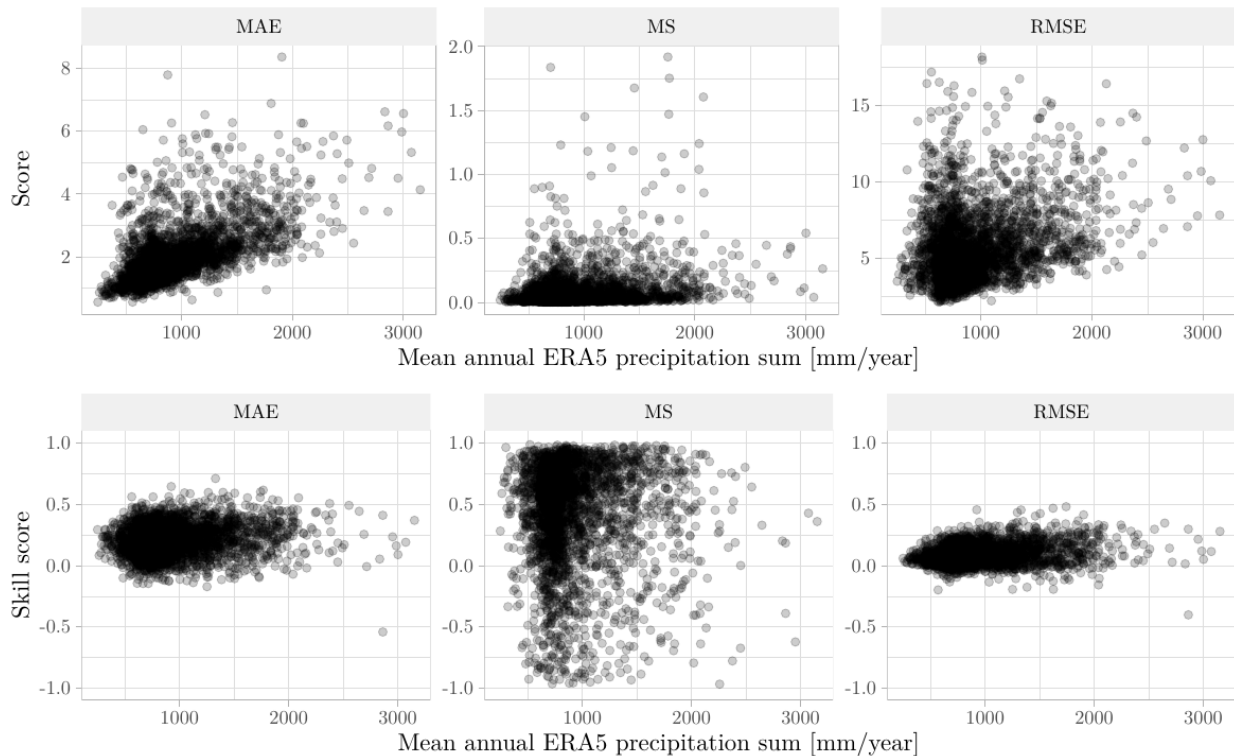 MAE MS RMSE
8
6
4
2
2.0
1.5
1.0
0.5
0.0
15
10
5
Score
1000 2000 3000 1000 2000 3000 1000 2000 3000
Mean annual ERA5 precipitation sum [mm/year]
MAE MS RMSE
1.0 1.0 1.0
0.5 0.5 0.5
0.0 0.0 0.0
-0.5 -0.5 -0.5
-1.0 -1.0 -1.0
Skill score
1000 2000 3000 1000 2000 3000 1000 2000 3000
Mean annual ERA5 precipitation sum [mm/year]